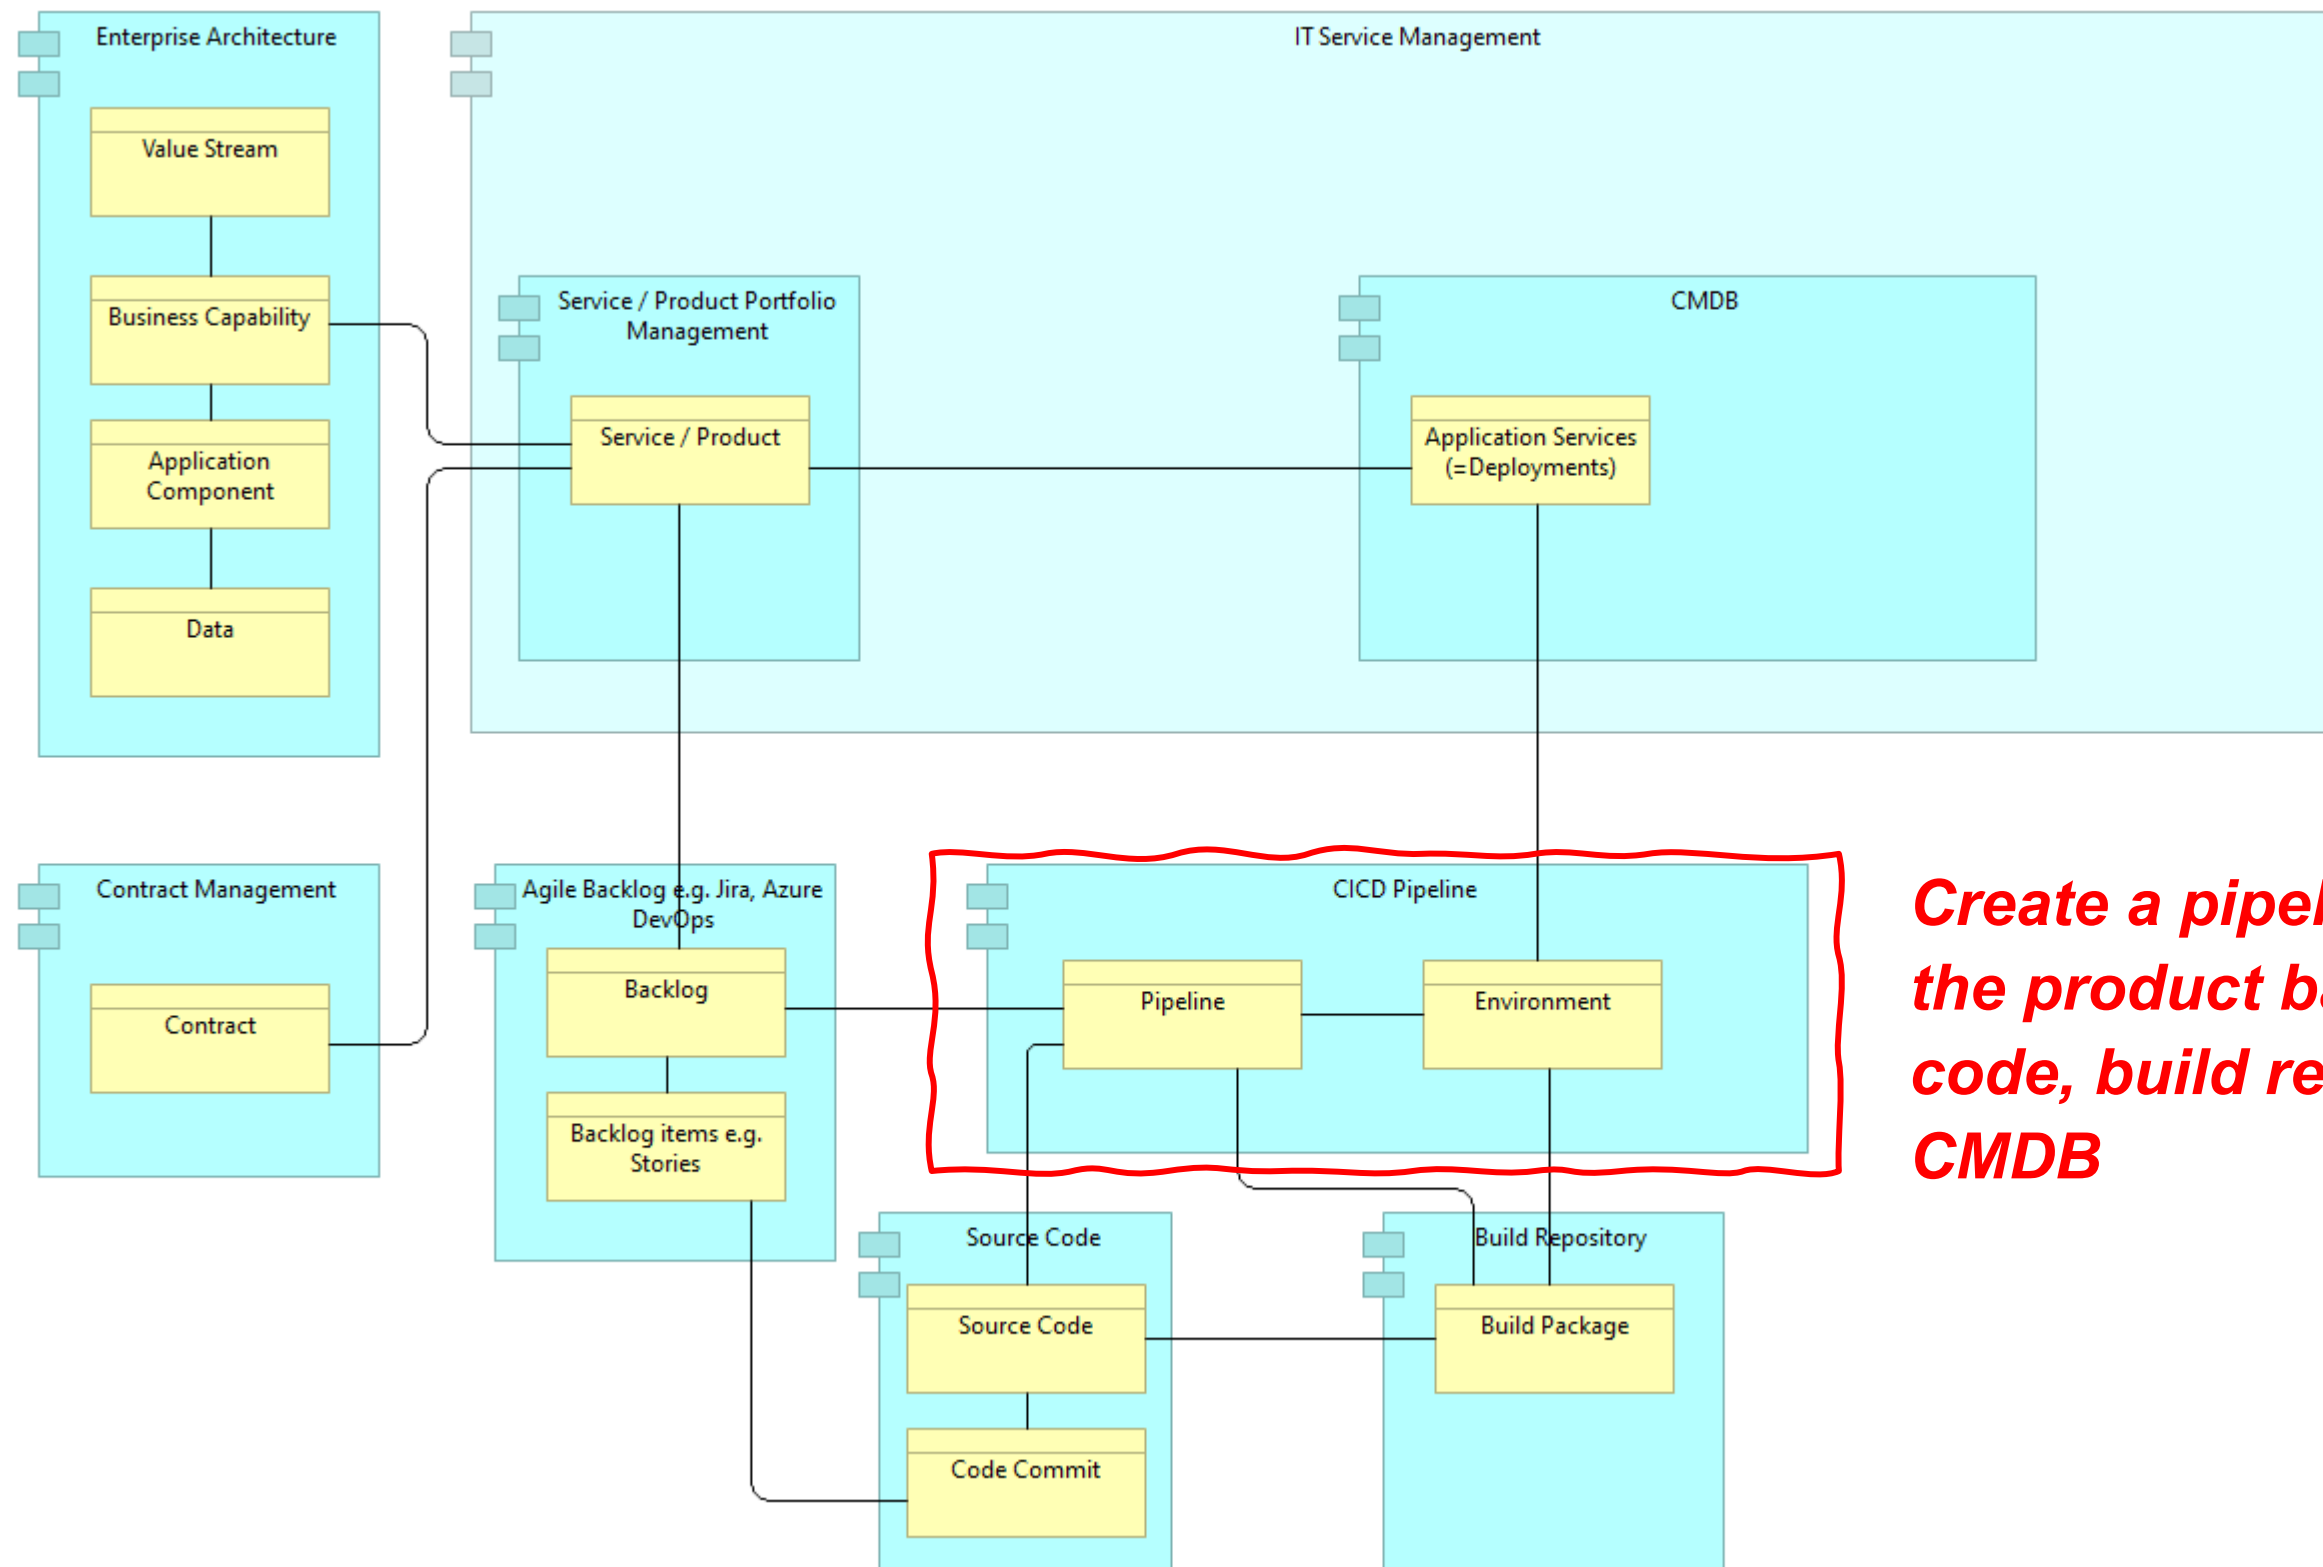 Enterprise Architecture
Value Stream
Business Capability
Application
Component
Data
IT Service Management
Service / Product Portfolio
Management
Service / Product
CMDB
Application Services
(=Deployments)
Contract Management
Contract
Agile Backlog e.g. Jira, Azure
DevOps
Backlog
Backlog items e.g.
Stories
CICD Pipeline
Pipeline
Environment
Create a
the product
code, build
CMDB
Source Code
Source Code
Code Commit
Build Repository
Build Package